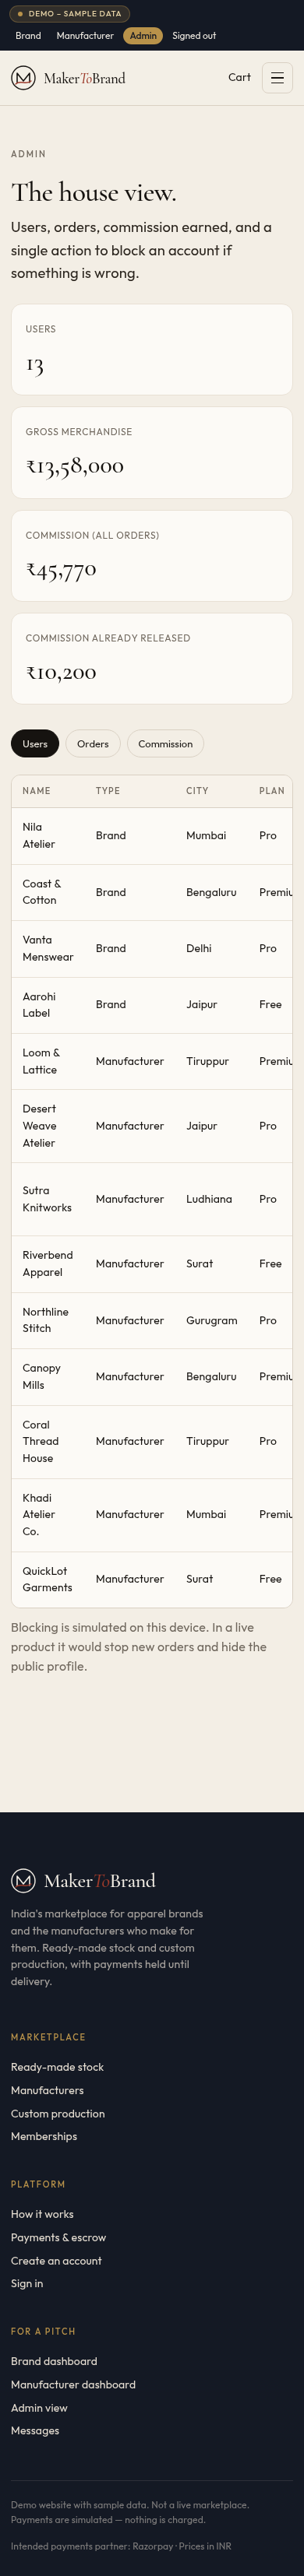 DEMO – SAMPLE DATA
Brand Manufacturer Admin Signed out
MakerToBrand Cart
ADMIN
The house view.
Users, orders, commission earned, and a
single action to block an account if
something is wrong.
USERS
13
GROSS MERCHANDISE
₹13,58,000
COMMISSION (ALL ORDERS)
₹45,770
COMMISSION ALREADY RELEASED
₹10,200
Users Orders Commission
NAME TYPE CITY PLAN
Nila
Atelier Brand Mumbai Pro
Coast &
Cotton Brand Bengaluru Premiu
Vanta
Menswear Brand Delhi Pro
Aarohi
Label Brand Jaipur Free
Loom &
Lattice Manufacturer Tiruppur Premiu
Desert
Weave Manufacturer Jaipur Pro
Atelier
Sutra
Knitworks Manufacturer Ludhiana Pro
Riverbend
Apparel Manufacturer Surat Free
Northline
Stitch Manufacturer Gurugram Pro
Canopy
Mills Manufacturer Bengaluru Premiu
Coral
Thread Manufacturer Tiruppur Pro
House
Khadi
Atelier Manufacturer Mumbai Premiu
Co.
QuickLot
Garments Manufacturer Surat Free
Blocking is simulated on this device. In a live
product it would stop new orders and hide the
public profile.
MakerToBrand
India's marketplace for apparel brands
and the manufacturers who make for
them. Ready-made stock and custom
production, with payments held until
delivery.
MARKETPLACE
Ready-made stock
Manufacturers
Custom production
Memberships
PLATFORM
How it works
Payments & escrow
Create an account
Sign in
FOR A PITCH
Brand dashboard
Manufacturer dashboard
Admin view
Messages
Demo website with sample data. Not a live marketplace.
Payments are simulated — nothing is charged.
Intended payments partner: Razorpay · Prices in INR